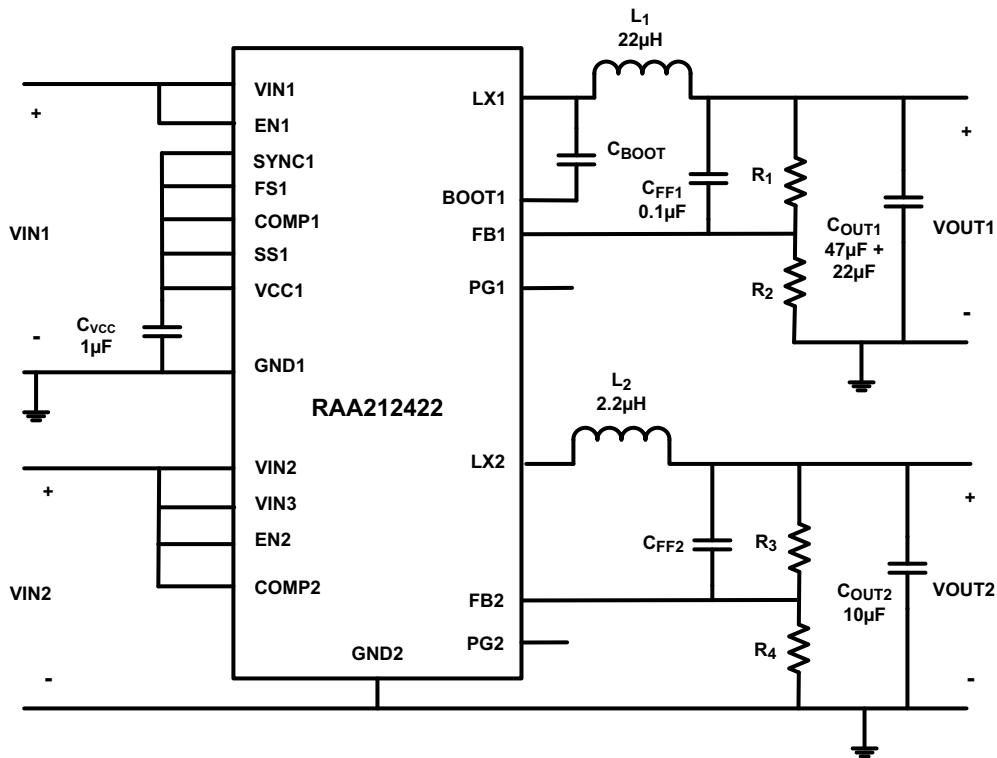 L1
22µH
VIN1
LX1
+
EN1
SYNC1
CBOOT
+
FS1
BOOT1
CFF1
0.1µF
R1
COMP1
VIN1
FB1
COUT1
47µF +
22µF
VOUT1
SS1
VCC1
PG1
R2
CVCC
1µF
-
-
GND1
RAA212422
L2
2.2µH
VIN2
LX2
+
+
VIN3
EN2
CFF2
R3
COMP2
VIN2
FB2
COUT2
10µF
VOUT2
PG2
R4
GND2
-
-